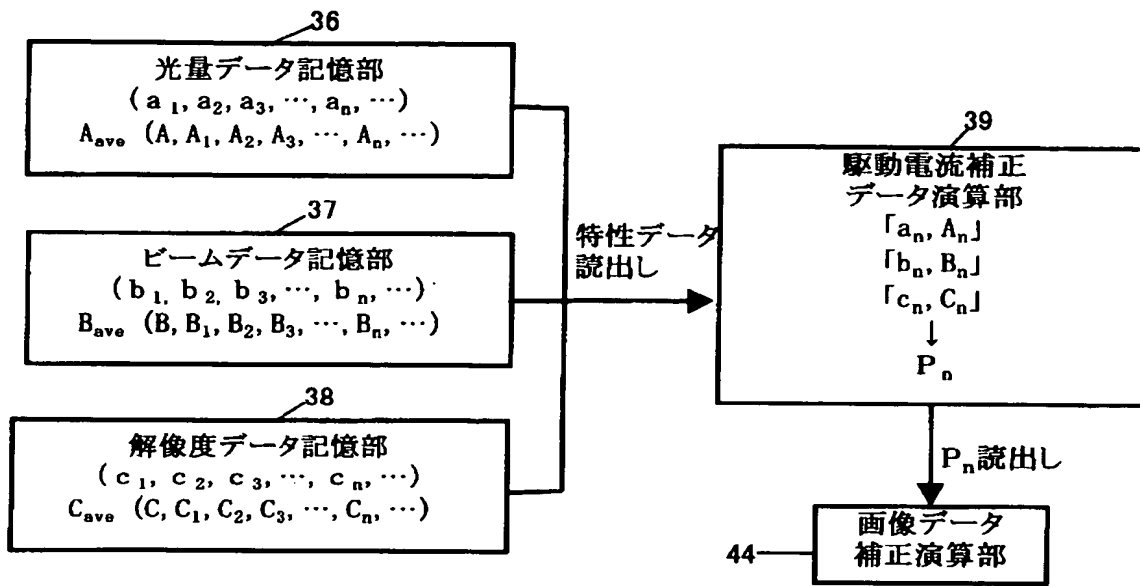 36
光量データ記憶部
(a₁, a₂, a₃, …, aₙ, …)
Aₐᵥₑ (A, A₁, A₂, A₃, …, Aₙ, …)
37
ビームデータ記憶部
(b₁, b₂, b₃, …, bₙ, …)
Bₐᵥₑ (B, B₁, B₂, B₃, …, Bₙ, …)
38
解像度データ記憶部
(c₁, c₂, c₃, …, cₙ, …)
Cₐᵥₑ (C, C₁, C₂, C₃, …, Cₙ, …)
特性データ
読出し
39
駆動電流補正
データ演算部
「aₙ, Aₙ」
「bₙ, Bₙ」
「cₙ, Cₙ」
↓
Pₙ
Pₙ読出し
44
画像データ
補正演算部